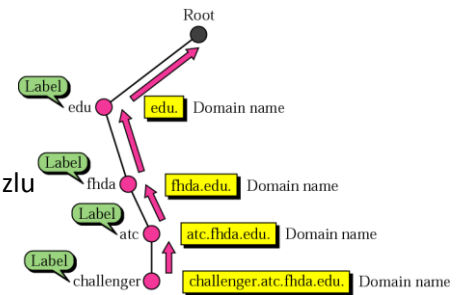 Root
Label
edu
edu. Domain name
Label
zlu
fhda
fhda.edu. Domain name
Label
atc
atc.fhda.edu. Domain name
Label
challenger
challenger.atc.fhda.edu. Domain name